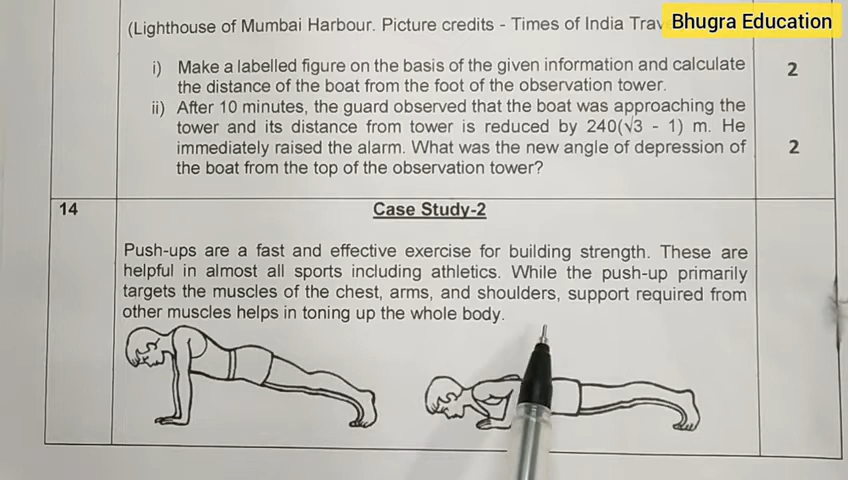 Bhugra Education
(Lighthouse of Mumbai Harbour. Picture credits - Times of India
i) Make a labelled figure on the basis of the given information and calculate
the distance of the boat from the foot of the observation tower.
2
ii) After 10 minutes, the guard observed that the boat was approaching the
tower and its distance from tower is reduced by 240(√3 - 1) m. He
immediately raised the alarm. What was the new angle of depression of
the boat from the top of the observation tower?
2
14
Case Study-2
Push-ups are a fast and effective exercise for building strength. These are
helpful in almost all sports including athletics. While the push-up primarily
targets the muscles of the chest, arms, and shoulders, support required from
other muscles helps in toning up the whole body.